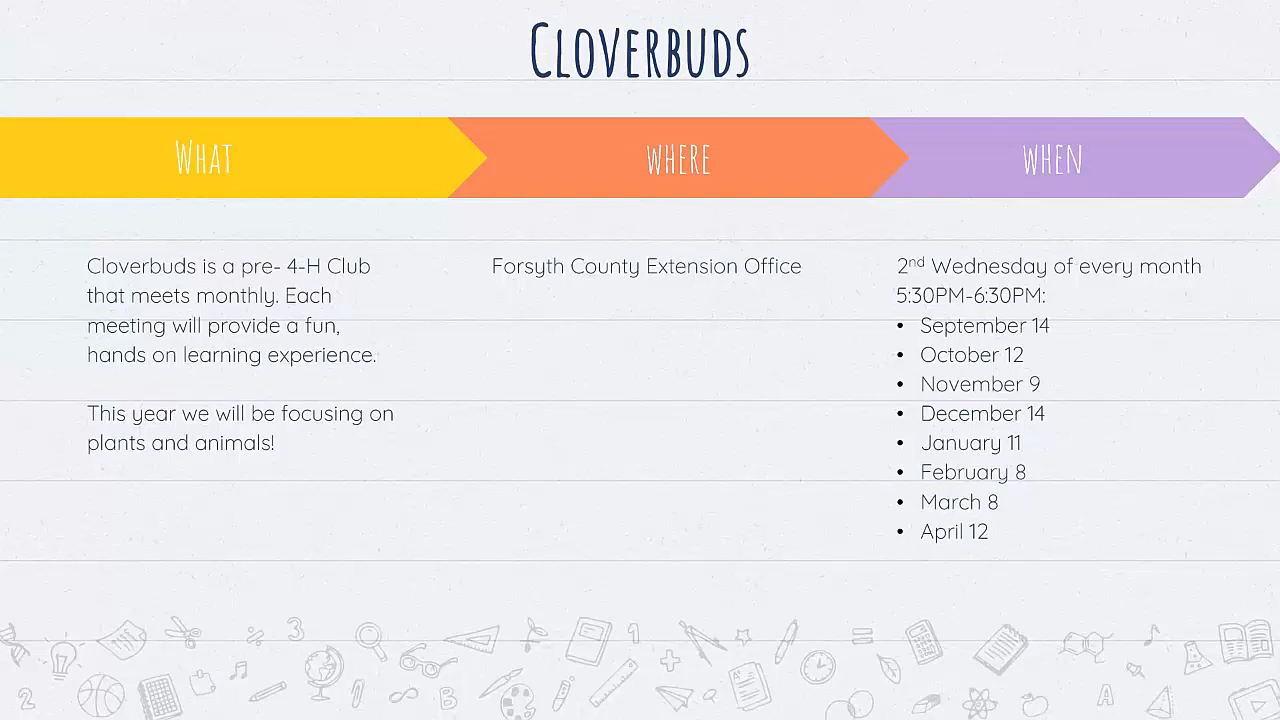 Cloverbuds
What
where
when
Cloverbuds is a pre- 4-H Club
that meets monthly. Each
meeting will provide a fun,
hands on learning experience.
This year we will be focusing on
plants and animals!
Forsyth County Extension Office
2nd Wednesday of every month
5:30PM-6:30PM:
• September 14
• October 12
• November 9
• December 14
• January 11
• February 8
• March 8
• April 12
3
1
2
B
A